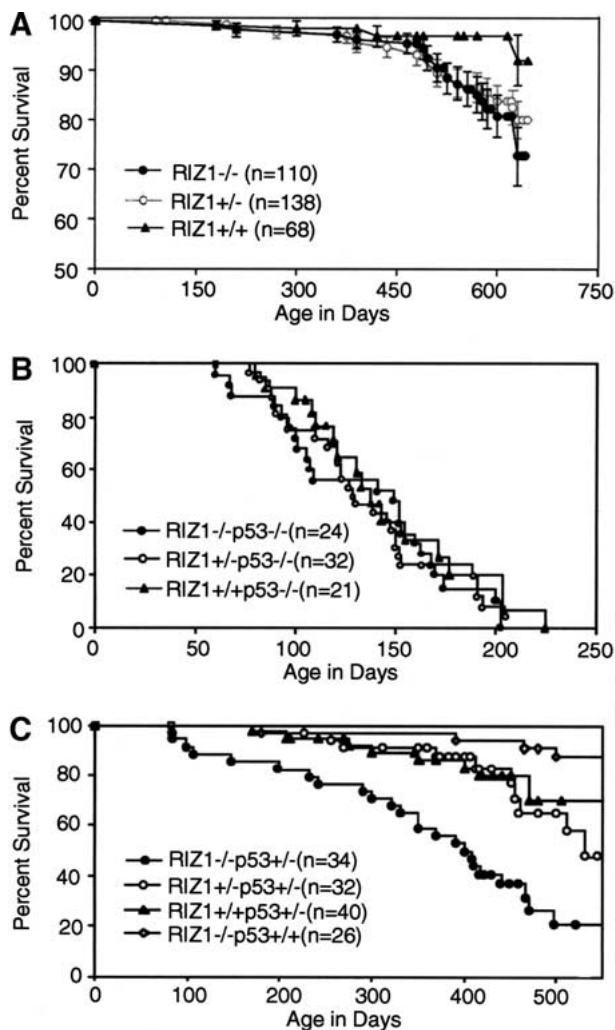 A
Percent Survival
100
90
80
70
60
50
RIZ1-/- (n=110)
RIZ1+/- (n=138)
RIZ1+/+ (n=68)
0 150 300 450 600 750
Age in Days
B
Percent Survival
100
80
60
40
20
0
RIZ1-/-p53-/-(n=24)
RIZ1+/-p53-/-(n=32)
RIZ1+/+p53-/-(n=21)
0 50 100 150 200 250
Age in Days
C
Percent Survival
100
80
60
40
20
0
RIZ1-/-p53+/-(n=34)
RIZ1+/-p53+/-(n=32)
RIZ1+/+p53+/-(n=40)
RIZ1-/-p53+/+(n=26)
0 100 200 300 400 500
Age in Days